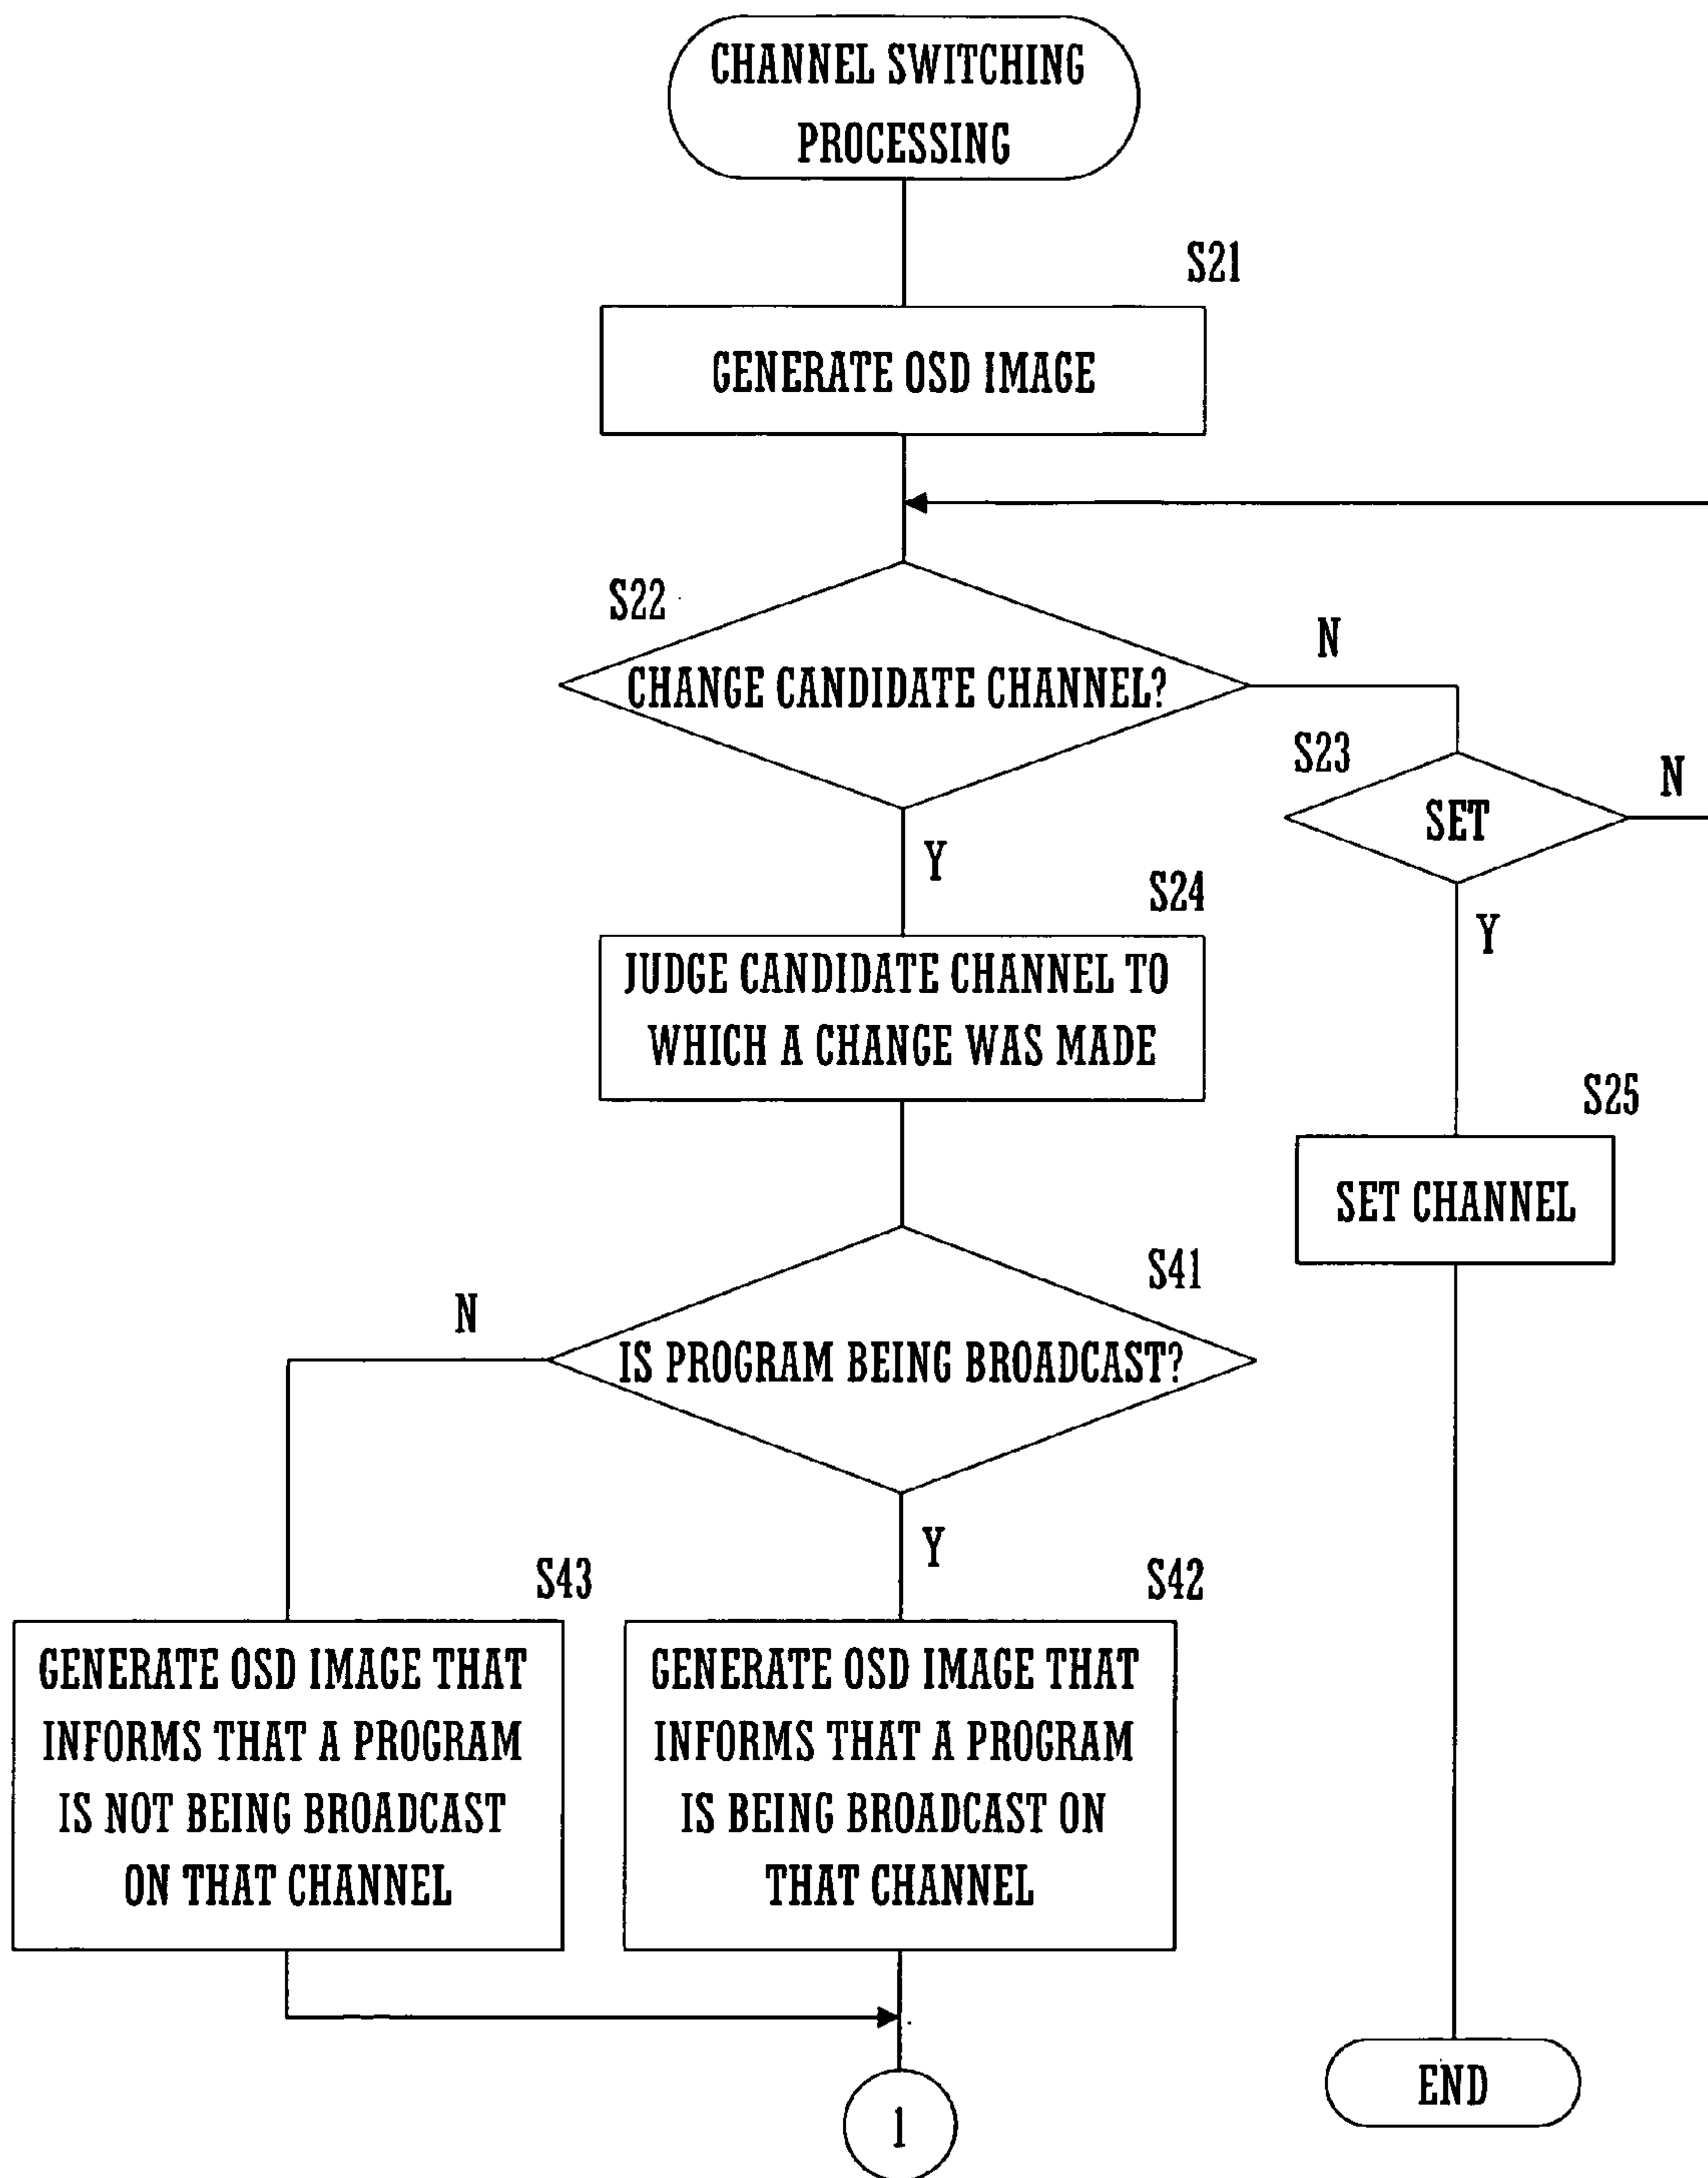 CHANNEL SWITCHING
PROCESSING
S21
GENERATE OSD IMAGE
S22
CHANGE CANDIDATE CHANNEL?
N
S23
SET
N
Y
S24
JUDGE CANDIDATE CHANNEL TO
WHICH A CHANGE WAS MADE
Y
S25
SET CHANNEL
S41
IS PROGRAM BEING BROADCAST?
N
Y
S43
GENERATE OSD IMAGE THAT
INFORMS THAT A PROGRAM
IS NOT BEING BROADCAST
ON THAT CHANNEL
S42
GENERATE OSD IMAGE THAT
INFORMS THAT A PROGRAM
IS BEING BROADCAST ON
THAT CHANNEL
1
END